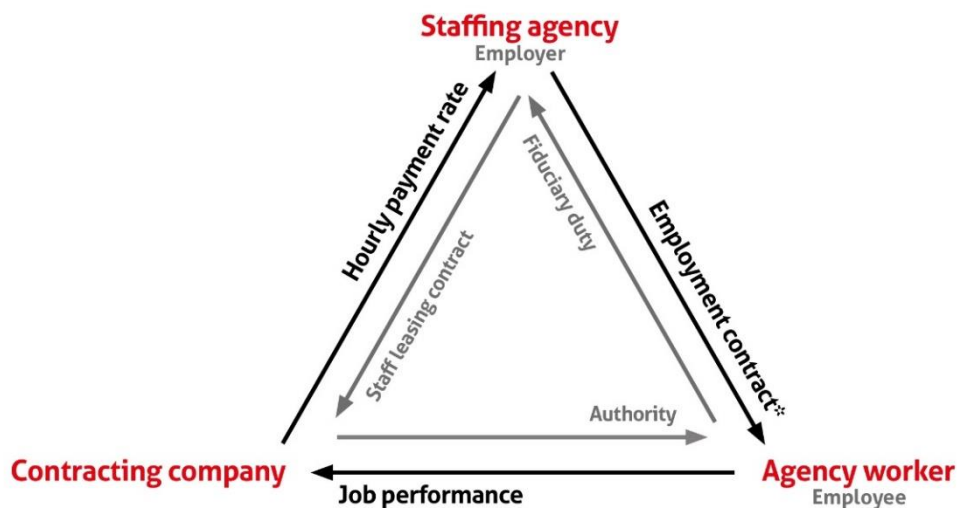 Staffing agency
Employer
Hourly payment rate
Staff leasing contract
Fiduciary duty
Employment contract*
Authority
Contracting company
Job performance
Agency worker
Employee